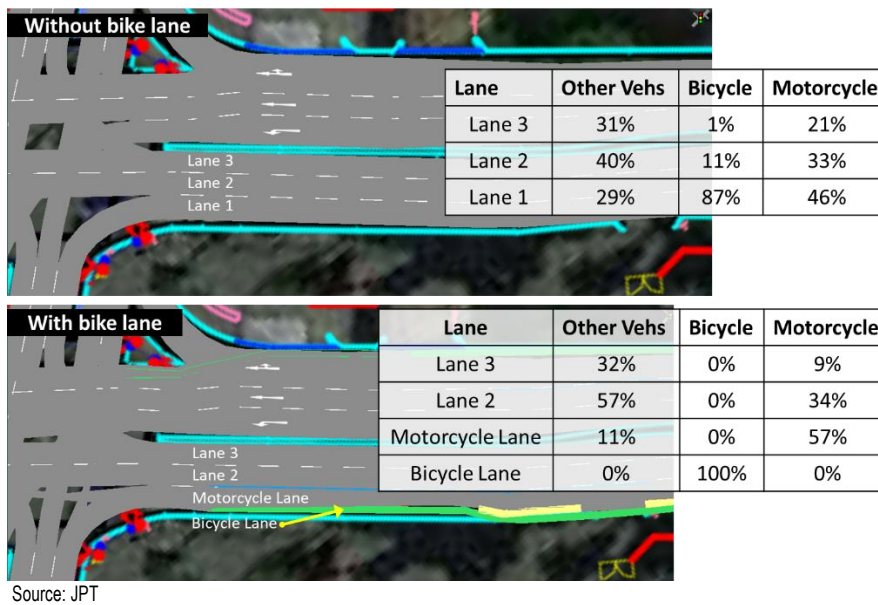 Without bike lane
Lane Other Vehs Bicycle Motorcycle
Lane 3 31% 1% 21%
Lane 2 40% 11% 33%
Lane 1 29% 87% 46%
Lane 3
Lane 2
Lane 1
With bike lane
Lane Other Vehs Bicycle Motorcycle
Lane 3 32% 0% 9%
Lane 2 57% 0% 34%
Motorcycle Lane 11% 0% 57%
Bicycle Lane 0% 100% 0%
Lane 3
Lane 2
Motorcycle Lane
Bicycle Lane
Source: JPT